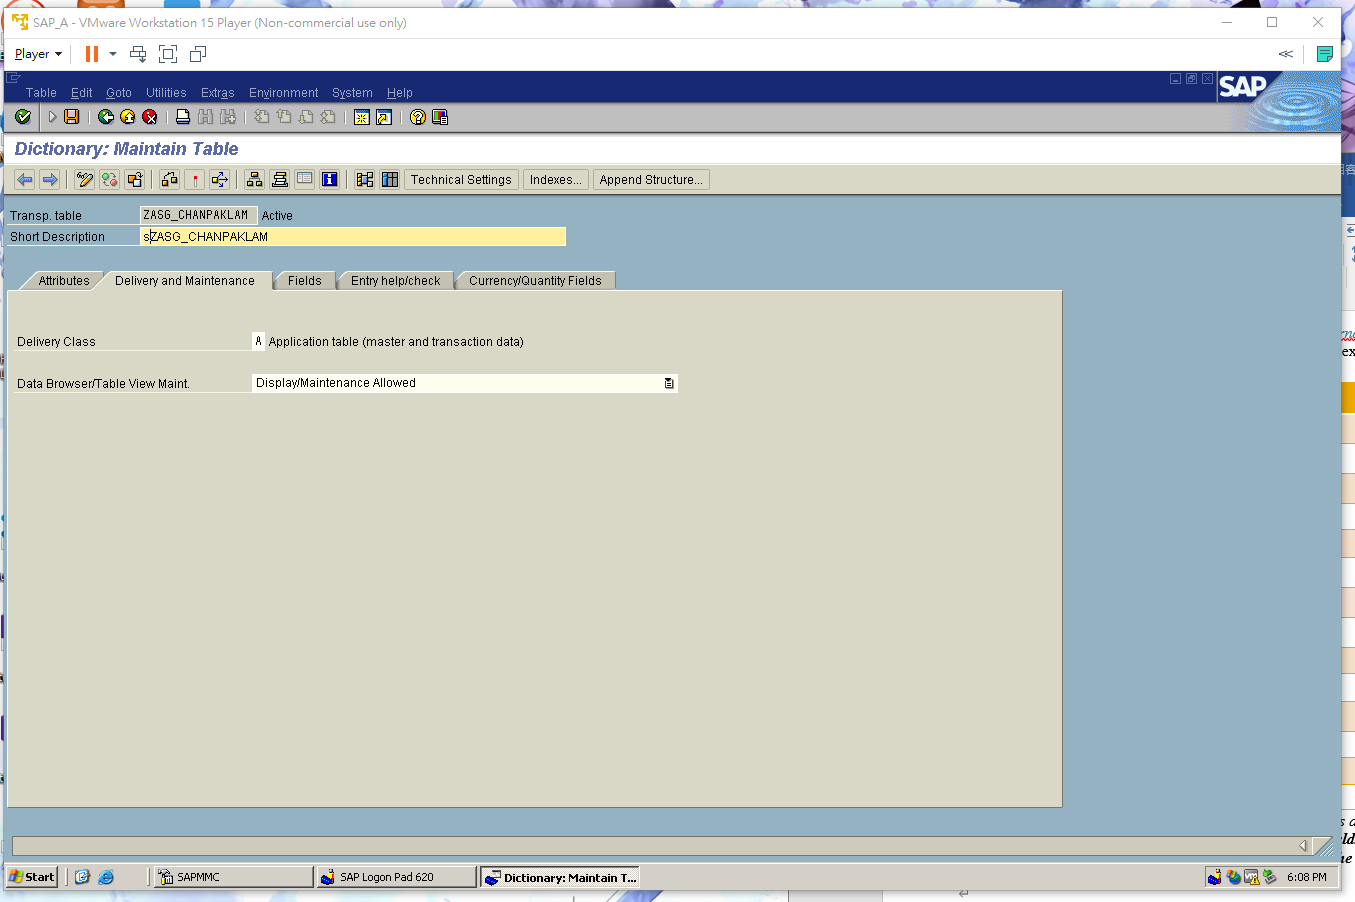 SAP_A - VMware Workstation 15 Player (Non-commercial use only)
Player
Table Edit Goto Utilities Extras Environment System Help
SAP
Dictionary: Maintain Table
Technical Settings Indexes... Append Structure...
Transp. table ZASG_CHANPAKLAM Active
Short Description sZASG_CHANPAKLAM
Attributes Delivery and Maintenance Fields Entry help/check Currency/Quantity Fields
Delivery Class A Application table (master and transaction data)
Data Browser/Table View Maint. Display/Maintenance Allowed
Start SAPMMC SAP Logon Pad 620 Dictionary: Maintain T... 6:08 PM